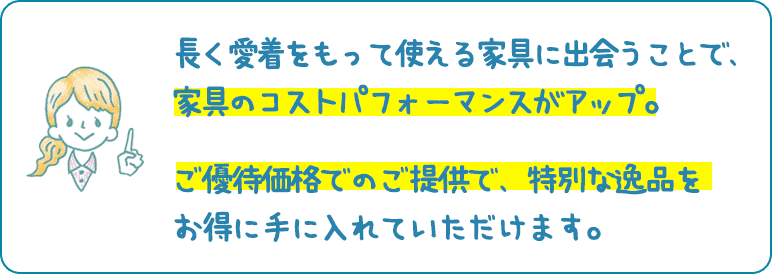 長く愛着をもって使える家具に出会うことで、
家具のコストパフォーマンスがアップ。
ご優待価格でのご提供で、特別な逸品を
お得に手に入れていただけます。